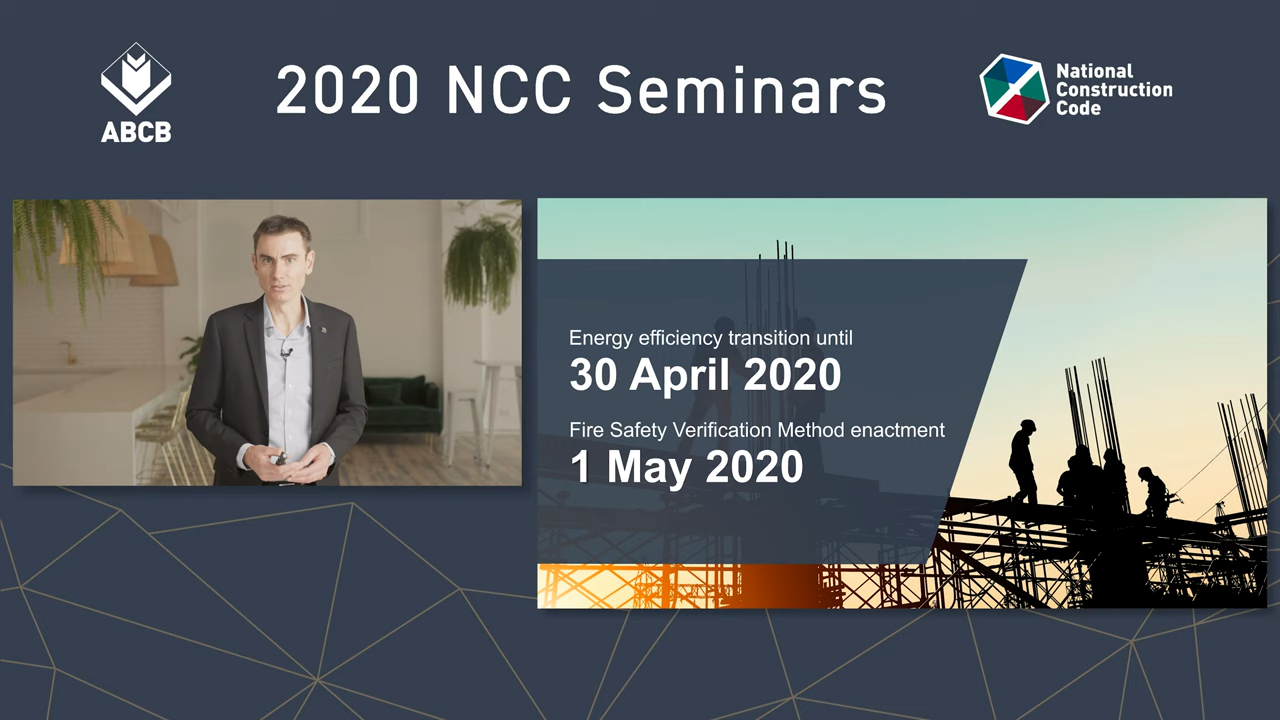 ABCB
2020 NCC Seminars
National
Construction
Code
Energy efficiency transition until
30 April 2020
Fire Safety Verification Method enactment
1 May 2020